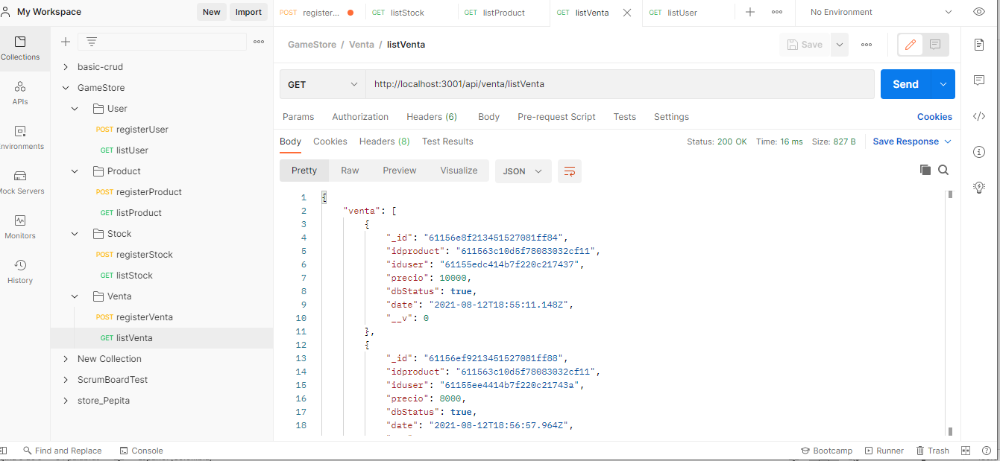 My Workspace
New
Import
POST register...
GET listStock
GET listProduct
GET listVenta
GET listUser
No Environment
Collections
APIs
nvironments
Mock Servers
Monitors
History
basic-crud
GameStore
User
POST registerUser
GET listUser
Product
POST registerProduct
GET listProduct
Stock
POST registerStock
GET listStock
Venta
POST registerVenta
GET listVenta
New Collection
ScrumBoardTest
store_Pepita
GameStore / Venta / listVenta
Save
GET
http://localhost:3001/api/venta/listVenta
Send
Params Authorization Headers (6) Body Pre-request Script Tests Settings Cookies
Body Cookies Headers (8) Test Results
Status: 200 OK Time: 16 ms Size: 827 B Save Response
Pretty Raw Preview Visualize JSON
1 {
2 "venta": [
3 {
4 "_id": "61156e8f213451527081ff84",
5 "idproduct": "611563c10d5f78083032cf11",
6 "iduser": "61155edc414b7f220c217437",
7 "precio": 10000,
8 "dbStatus": true,
9 "date": "2021-08-12T18:55:11.148Z",
10 "__v": 0
11 },
12 {
13 "_id": "61156ef9213451527081ff88",
14 "idproduct": "611563c10d5f78083032cf11",
15 "iduser": "61155ee4414b7f220c21743a",
16 "precio": 8000,
17 "dbStatus": true,
18 "date": "2021-08-12T18:56:57.964Z",
Find and Replace
Console
Bootcamp
Runner
Trash